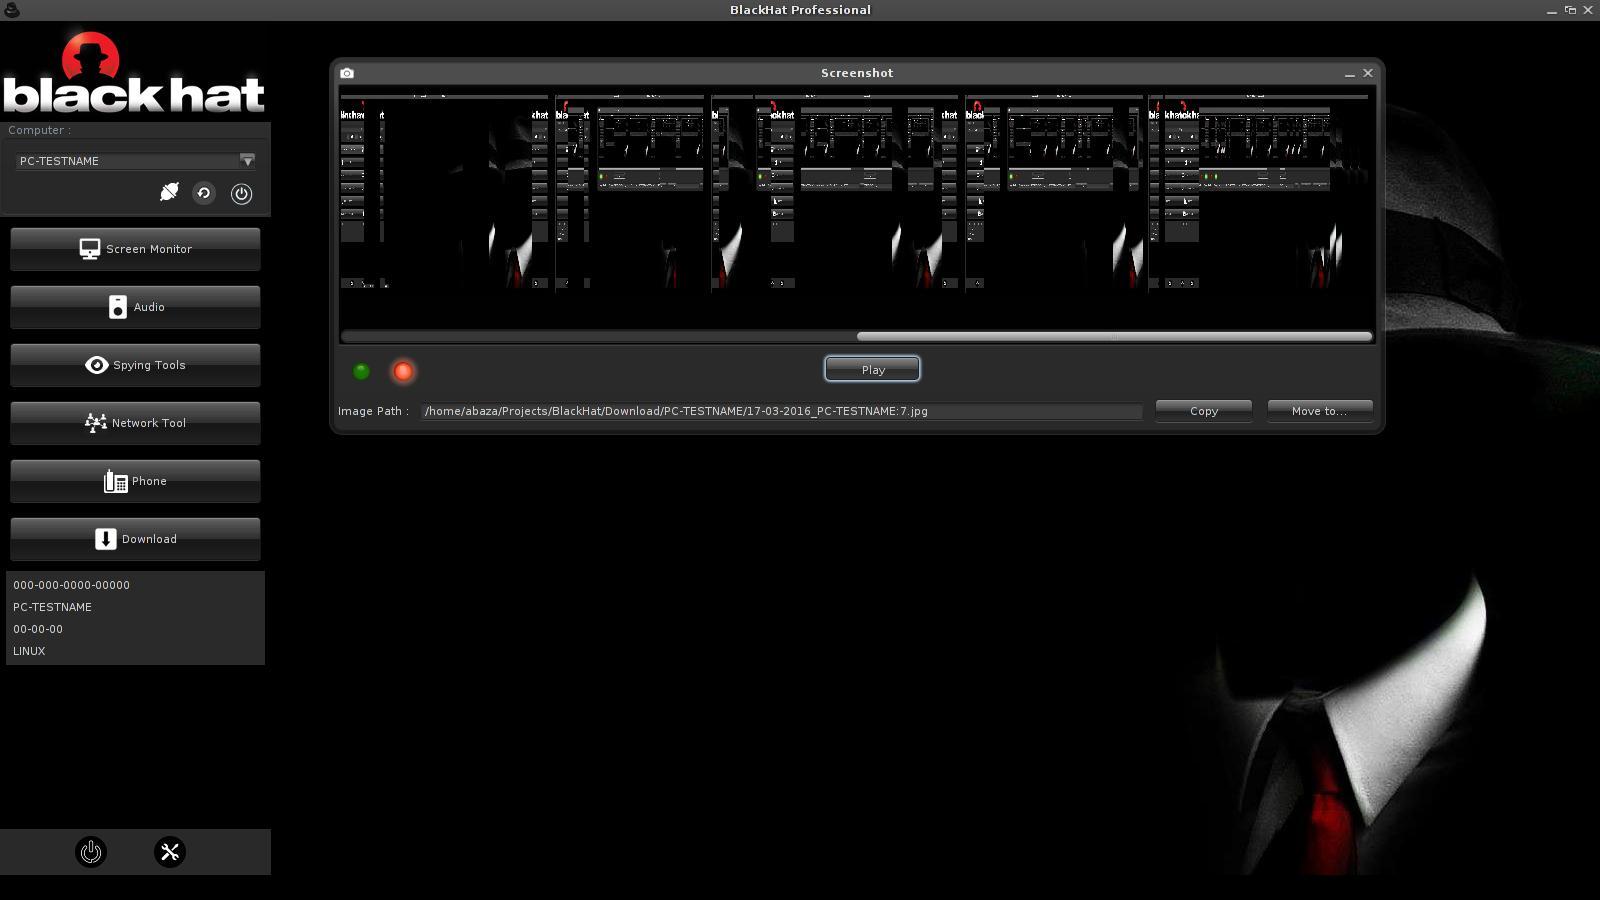 BlackHat Professional
black hat
Computer :
PC-TESTNAME
Screen Monitor
Audio
Spying Tools
Network Tool
Phone
Download
000-000-0000-00000
PC-TESTNAME
00-00-00
LINUX
Screenshot
Play
Image Path :
/home/abaza/Projects/BlackHat/Download/PC-TESTNAME/17-03-2016_PC-TESTNAME:7.jpg
Copy
Move to...